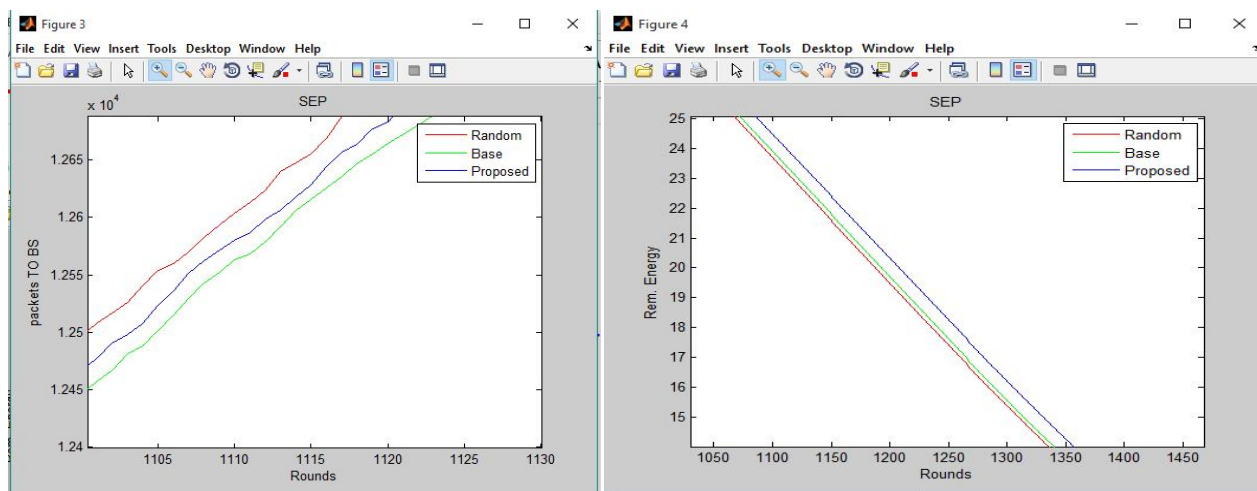 Figure 3
File Edit View Insert Tools Desktop Window Help
SEP
x 10^4
1.265
1.26
1.255
1.25
1.245
1.24
packets TO BS
1105 1110 1115 1120 1125 1130
Rounds
Random
Base
Proposed
Figure 4
File Edit View Insert Tools Desktop Window Help
SEP
25
24
23
22
21
20
19
18
17
16
15
Rem. Energy
1050 1100 1150 1200 1250 1300 1350 1400 1450
Rounds
Random
Base
Proposed